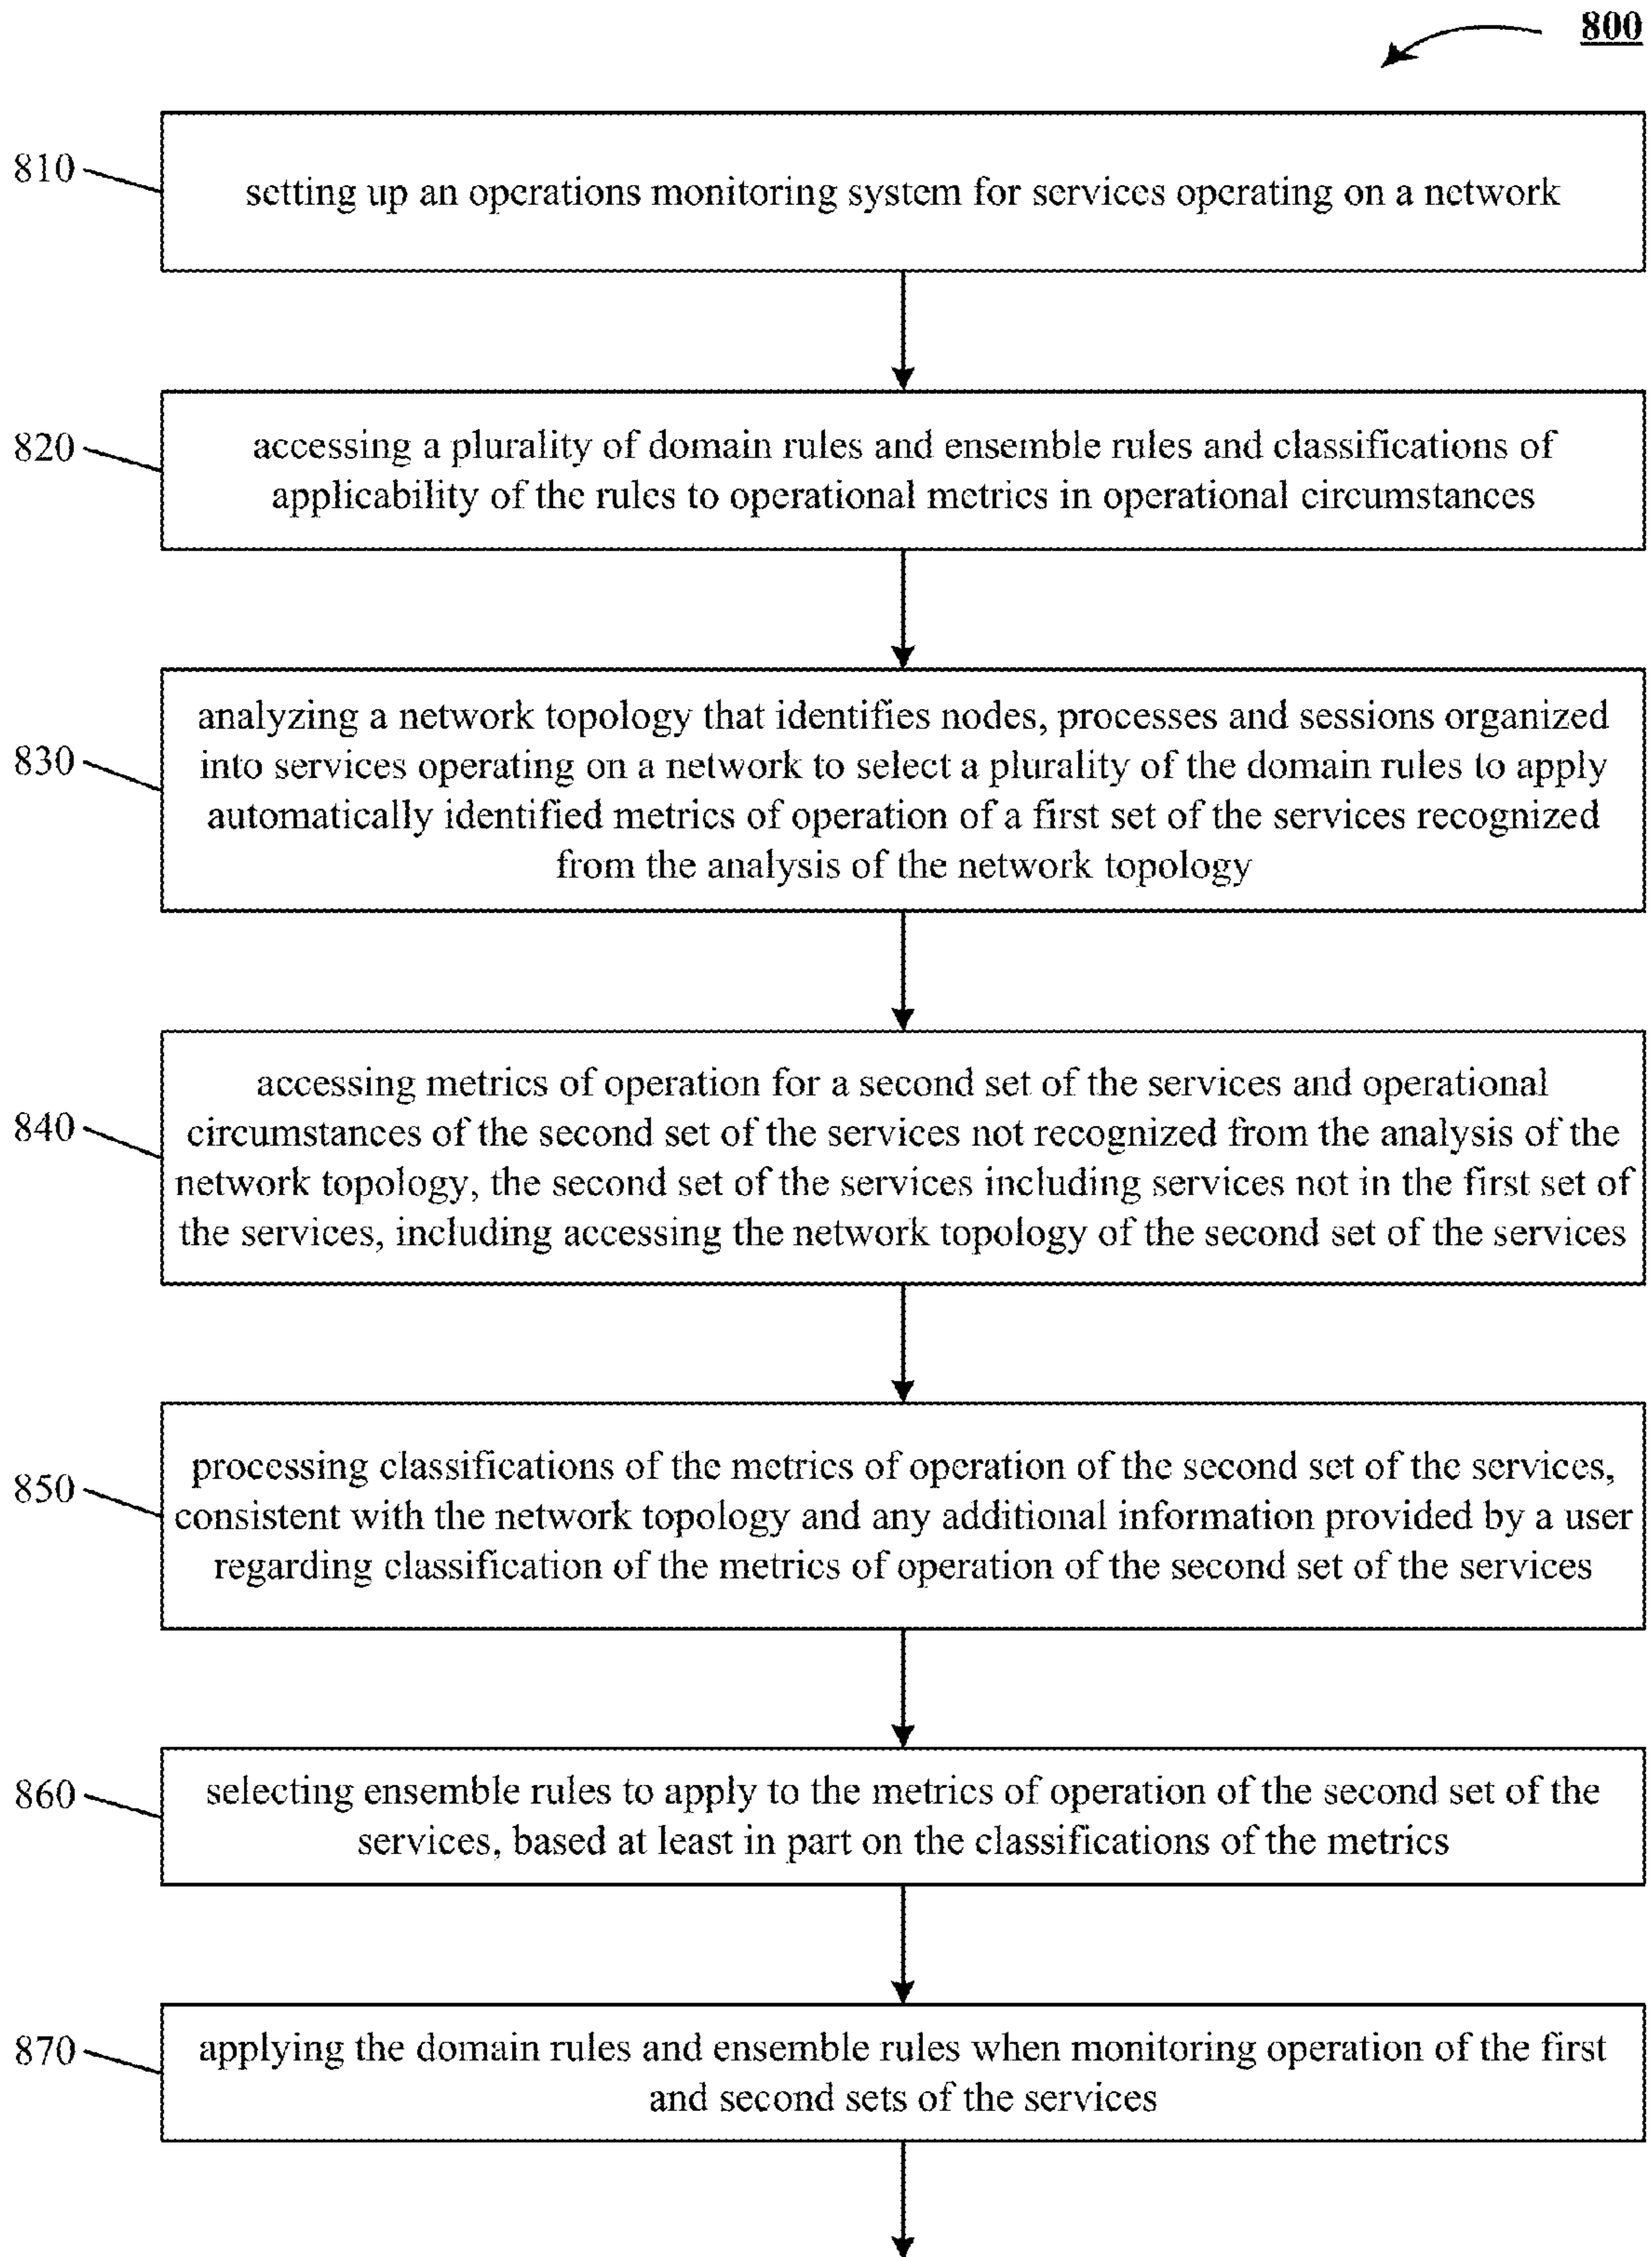 800
810
setting up an operations monitoring system for services operating on a network
820
accessing a plurality of domain rules and ensemble rules and classifications of
applicability of the rules to operational metrics in operational circumstances
830
analyzing a network topology that identifies nodes, processes and sessions organized
into services operating on a network to select a plurality of the domain rules to apply
automatically identified metrics of operation of a first set of the services recognized
from the analysis of the network topology
840
accessing metrics of operation for a second set of the services and operational
circumstances of the second set of the services not recognized from the analysis of the
network topology, the second set of the services including services not in the first set of
the services, including accessing the network topology of the second set of the services
850
processing classifications of the metrics of operation of the second set of the services,
consistent with the network topology and any additional information provided by a user
regarding classification of the metrics of operation of the second set of the services
860
selecting ensemble rules to apply to the metrics of operation of the second set of the
services, based at least in part on the classifications of the metrics
870
applying the domain rules and ensemble rules when monitoring operation of the first
and second sets of the services